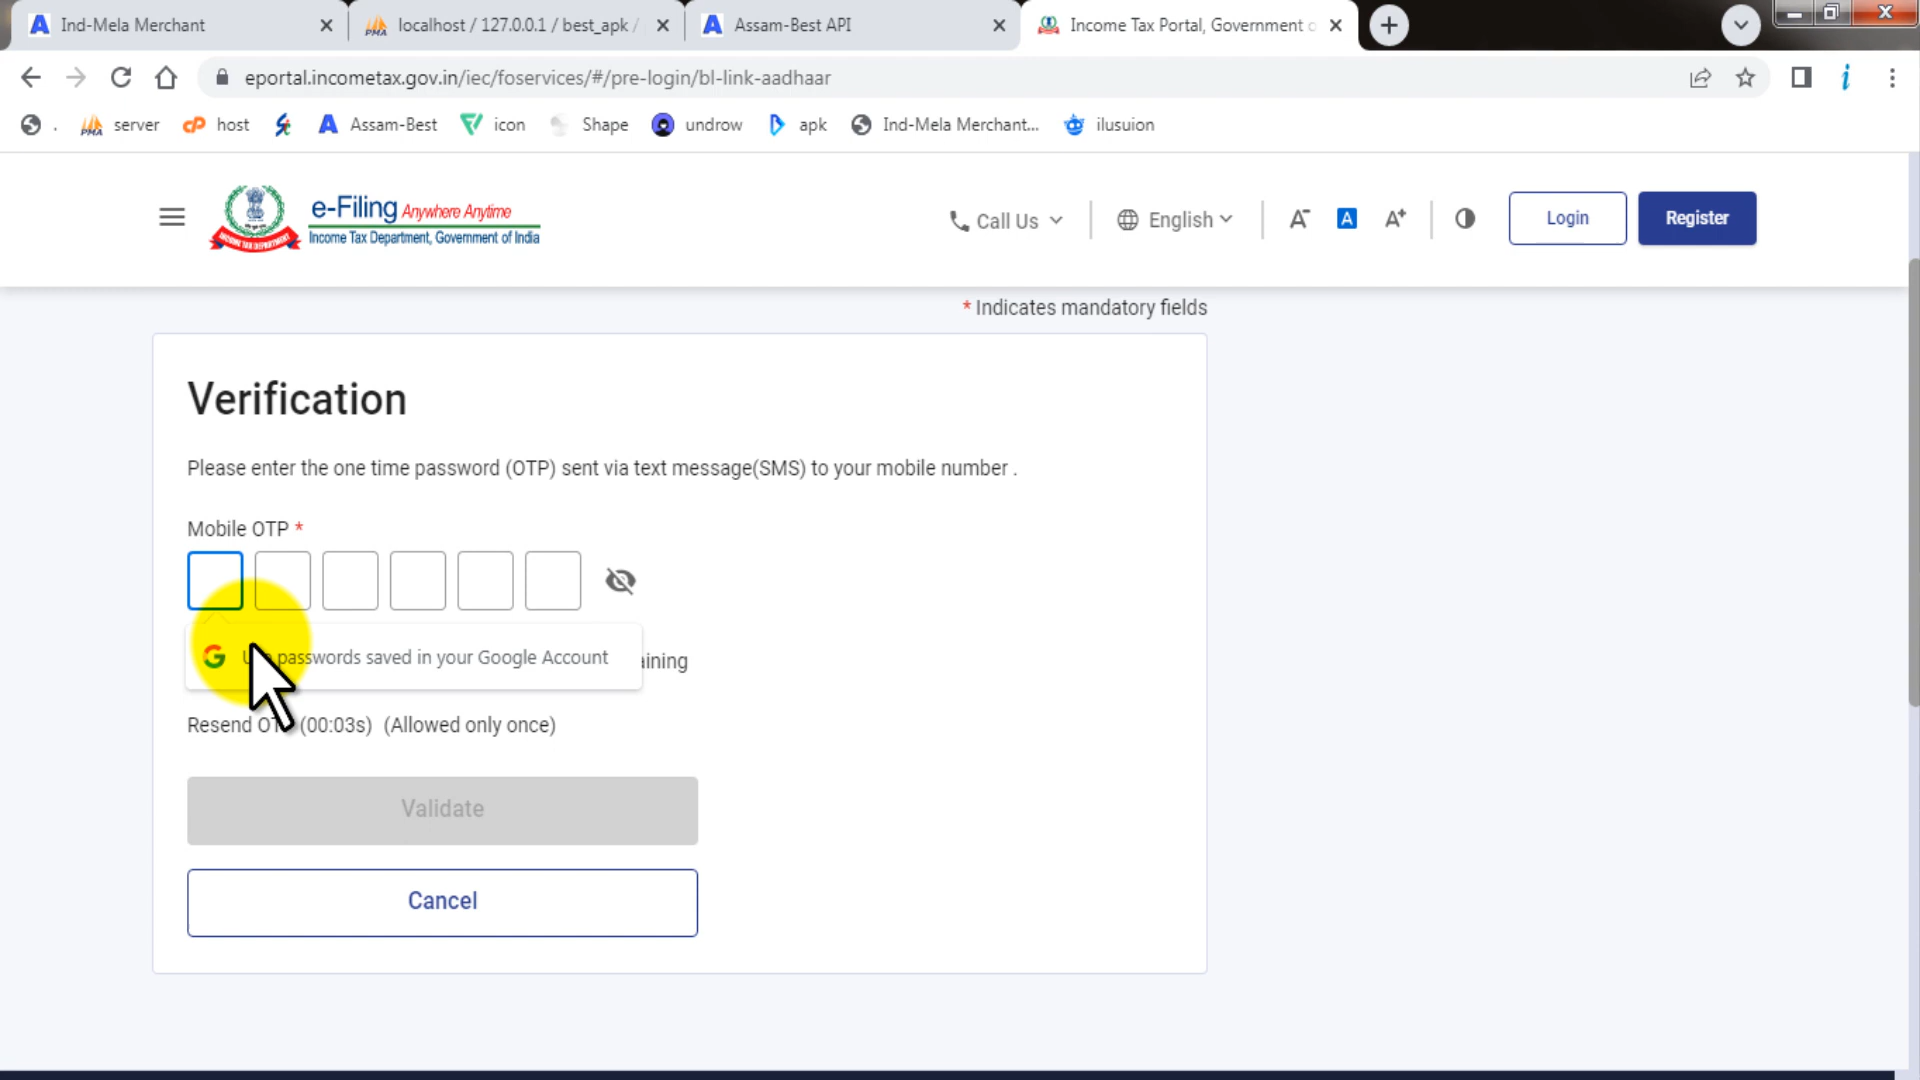 Ind-Mela Merchant
localhost / 127.0.0.1 / best_apk /
Assam-Best API
Income Tax Portal, Government o
eportal.incometax.gov.in/iec/foservices/#/pre-login/bl-link-aadhaar
.
PMA server
cP host
Assam-Best
icon
Shape
undrow
apk
Ind-Mela Merchant...
ilusuion
e-Filing Anywhere Anytime
Income Tax Department, Government of India
Call Us
English
A-
A
A+
Login
Register
* Indicates mandatory fields
Verification
Please enter the one time password (OTP) sent via text message(SMS) to your mobile number .
Mobile OTP *
passwords saved in your Google Account
aining
Resend (00:03s) (Allowed only once)
Validate
Cancel